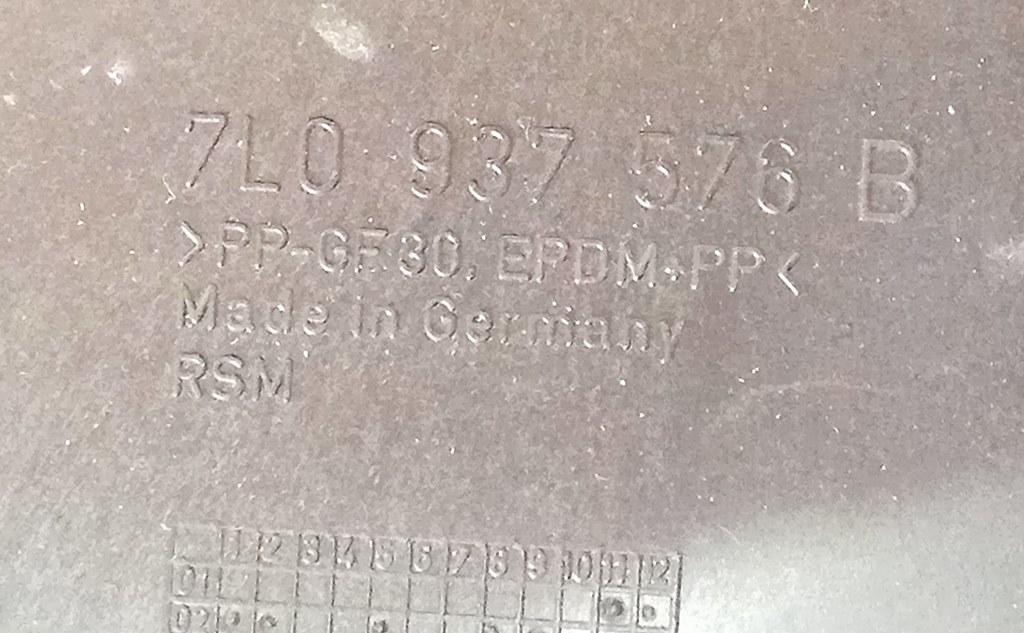 7L0 937 576 B
>PP-GF30, EPDM+PP<
Made in Germany
RSM
1 2 3 4 5 6 7 8 9 10 11 12
01
02